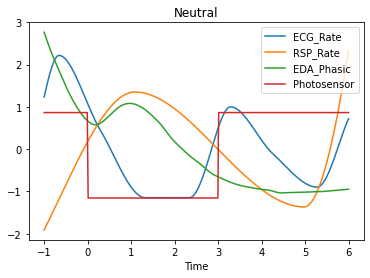 Neutral
ECG_Rate
RSP_Rate
EDA_Phasic
Photosensor
3
2
1
0
−1
−2
−1 0 1 2 3 4 5 6
Time